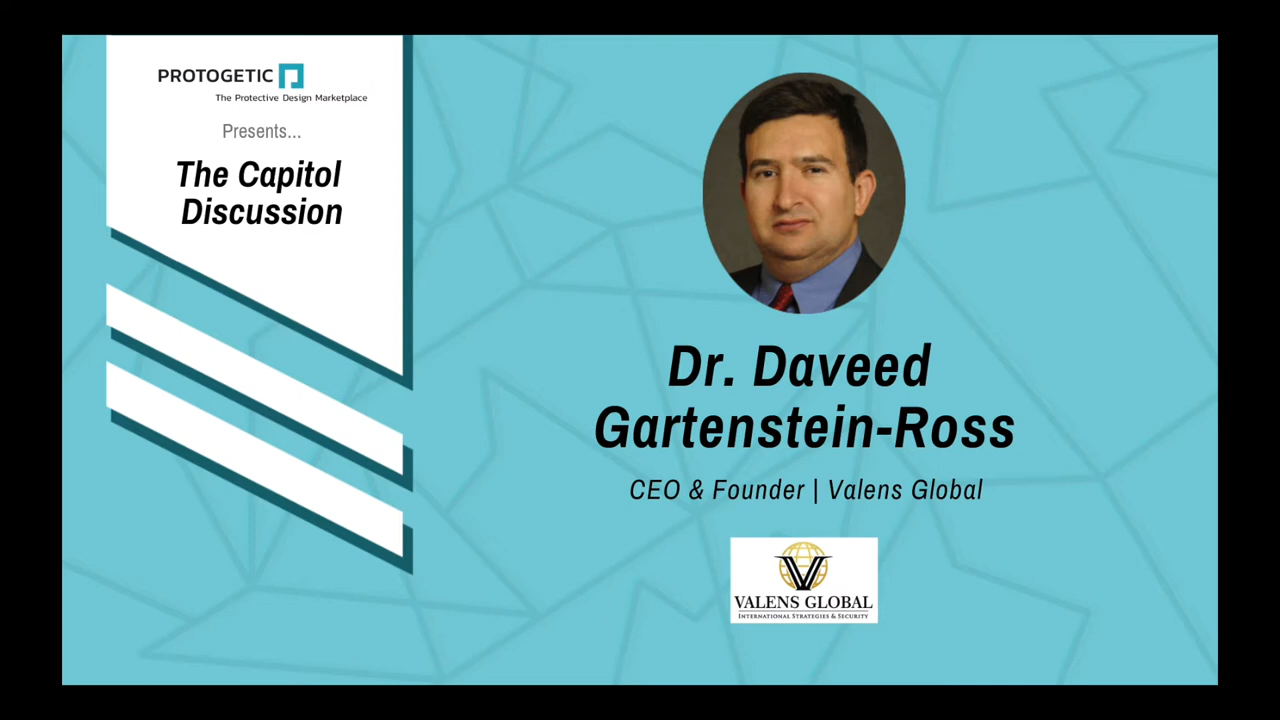 PROTOGETIC
The Protective Design Marketplace
Presents...
The Capitol
Discussion
Dr. Daveed
Gartenstein-Ross
CEO & Founder | Valens Global
VALENS GLOBAL
INTERNATIONAL STRATEGIES & SECURITY